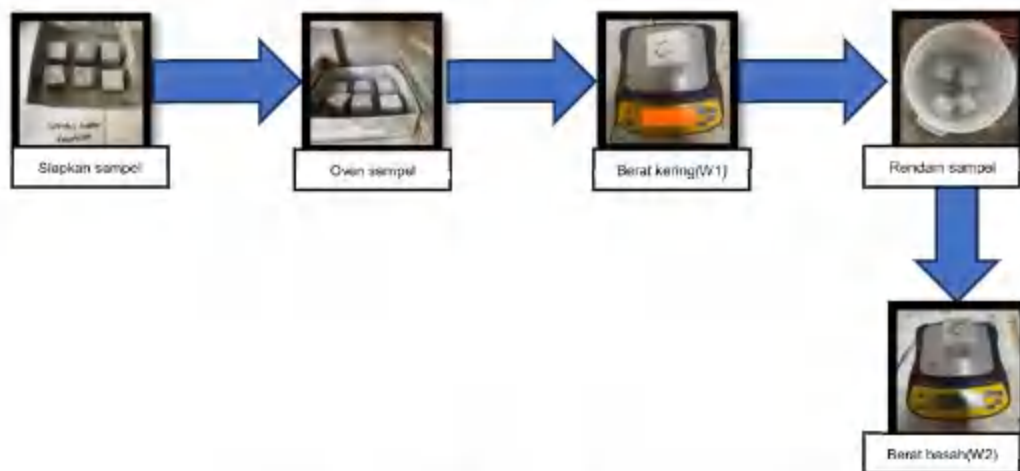 Siapkan sampel
Oven sampel
Berat kering(W1)
Rendam sampel
Berat basah(W2)